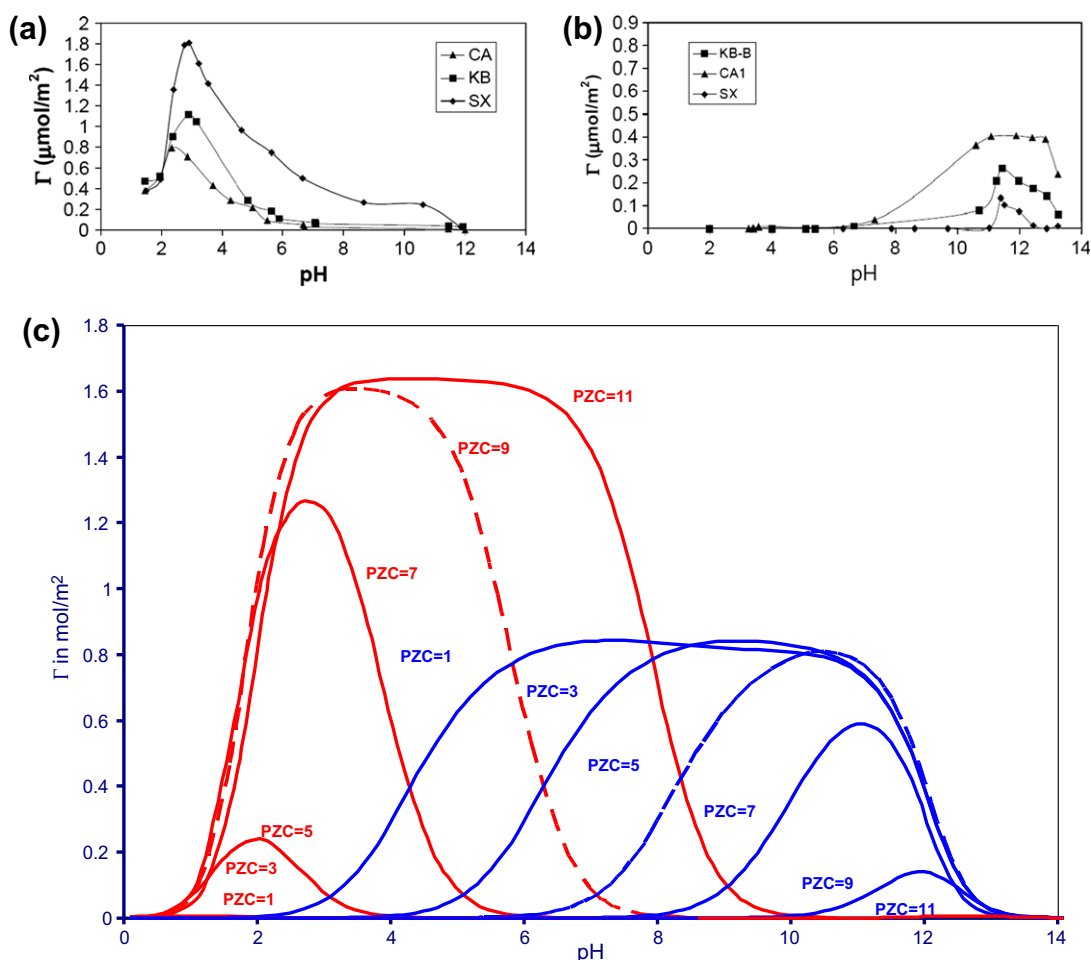 (a)
Γ (μmol/m²)
2
1.8
1.6
1.4
1.2
1
0.8
0.6
0.4
0.2
0
0 2 4 6 8 10 12 14
pH
CA
KB
SX
(b)
Γ (μmol/m²)
0.9
0.8
0.7
0.6
0.5
0.4
0.3
0.2
0.1
0
0 2 4 6 8 10 12 14
pH
KB-B
CA1
SX
(c)
Γ in mol/m²
1.8
1.6
1.4
1.2
1
0.8
0.6
0.4
0.2
0
PZC=11
PZC=9
PZC=7
PZC=1
PZC=3
PZC=5
PZC=7
PZC=5
PZC=3
PZC=1
PZC=9
PZC=11
0 2 4 6 8 10 12 14
pH